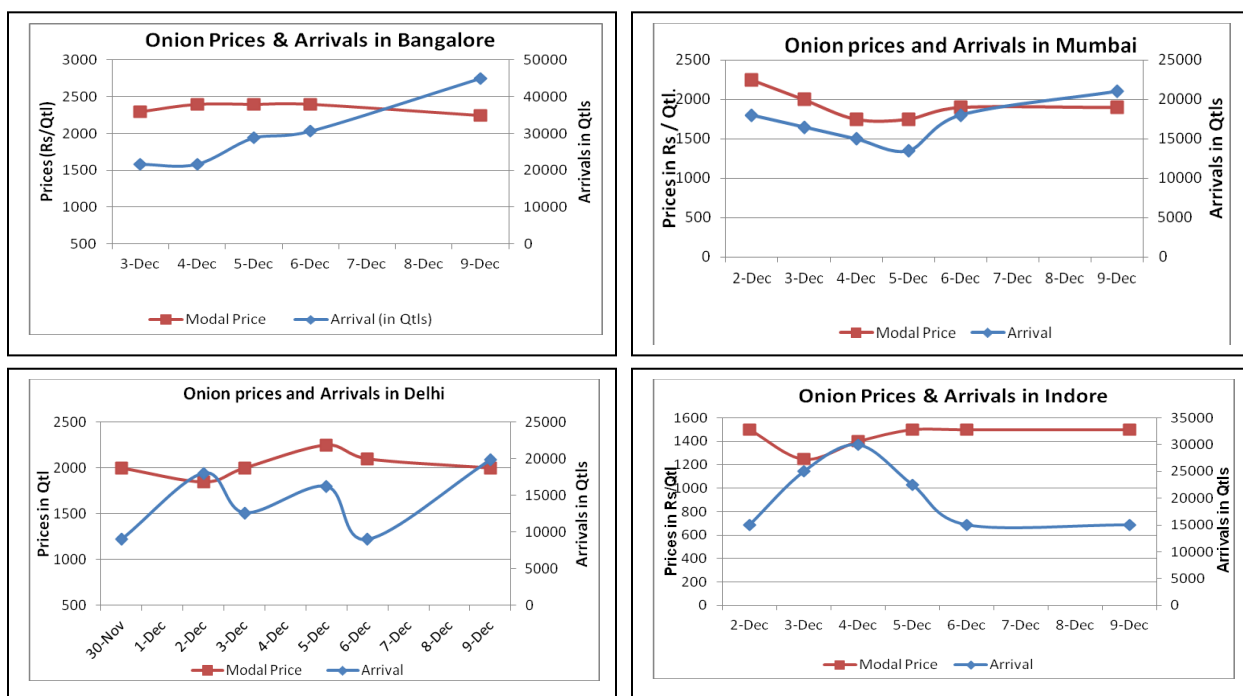 Onion Prices & Arrivals in Bangalore
Prices (Rs/Qtl)
3000
2500
2000
1500
1000
500
50000
40000
30000
20000
10000
0
Arrivals in Qtls
3-Dec 4-Dec 5-Dec 6-Dec 7-Dec 8-Dec 9-Dec
Modal Price Arrival (in Qtls)
Onion prices and Arrivals in Mumbai
Prices in Rs / Qtl.
2500
2000
1500
1000
500
0
25000
20000
15000
10000
5000
0
Arrivals in Qtls
2-Dec 3-Dec 4-Dec 5-Dec 6-Dec 7-Dec 8-Dec 9-Dec
Modal Price Arrival
Onion prices and Arrivals in Delhi
Prices in Qtl
2500
2000
1500
1000
500
25000
20000
15000
10000
5000
0
Arrivals in Qtls
30-Nov 1-Dec 2-Dec 3-Dec 4-Dec 5-Dec 6-Dec 7-Dec 8-Dec 9-Dec
Modal Price Arrival
Onion Prices & Arrivals in Indore
Prices in Rs/Qtl
1600
1400
1200
1000
800
600
400
200
0
35000
30000
25000
20000
15000
10000
5000
0
Arrivals in Qtls
2-Dec 3-Dec 4-Dec 5-Dec 6-Dec 7-Dec 8-Dec 9-Dec
Modal Price Arrival